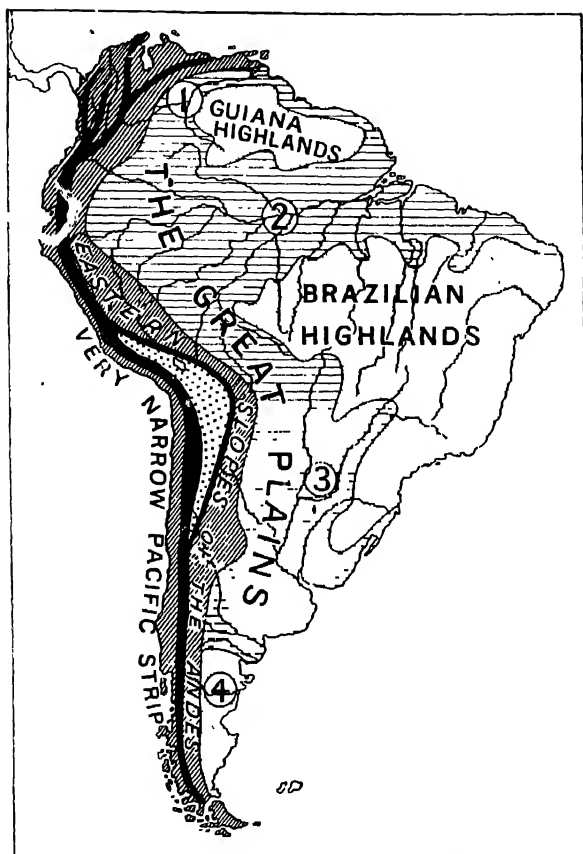 1
GUIANA
HIGHLANDS
THE GREAT PLAINS
2
BRAZILIAN
HIGHLANDS
EASTERN SLOPES OF THE ANDES
VERY NARROW PACIFIC STRIP
3
4